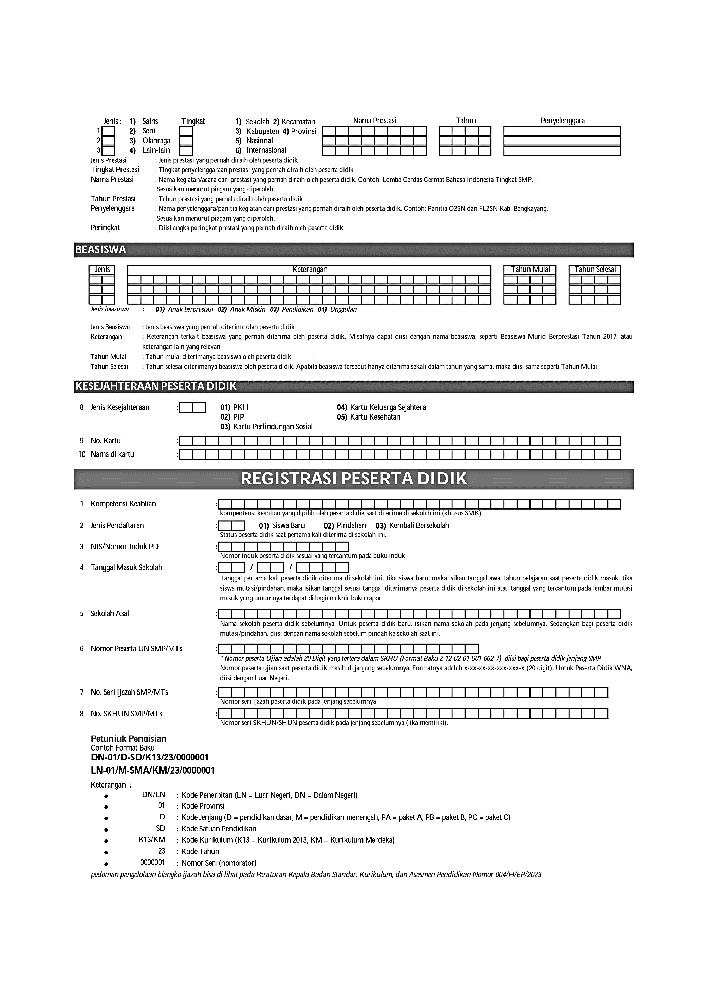 Jenis : 1) Sains Tingkat 1) Sekolah 2) Kecamatan Nama Prestasi Tahun Penyelenggara
1 2) Seni 3) Kabupaten 4) Provinsi
2 3) Olahraga 5) Nasional
3 4) Lain-lain 6) Internasional
Jenis Prestasi : Jenis prestasi yang pernah diraih oleh peserta didik
Tingkat Prestasi : Tingkat penyelenggaraan prestasi yang pernah diraih oleh peserta didik
Nama Prestasi : Nama kegiatan/acara dari prestasi yang pernah diraih oleh peserta didik. Contoh: Lomba Cerdas Cermat Bahasa Indonesia Tingkat SMP.
Sesuaikan menurut piagam yang diperoleh.
Tahun Prestasi : Tahun prestasi yang pernah diraih oleh peserta didik
Penyelenggara : Nama penyelenggara/panitia kegiatan dari prestasi yang pernah diraih oleh peserta didik. Contoh: Panitia O2SN dan FL2SN Kab. Bengkayang.
Sesuaikan menurut piagam yang diperoleh.
Peringkat : Diisi angka peringkat prestasi yang pernah diraih oleh peserta didik
BEASISWA
Jenis Keterangan Tahun Mulai Tahun Selesai
Jenis beasiswa : 01) Anak berprestasi 02) Anak Miskin 03) Pendidikan 04) Unggulan
Jenis Beasiswa : Jenis beasiswa yang pernah diterima oleh peserta didik
Keterangan : Keterangan terkait beasiswa yang pernah diterima oleh peserta didik. Misalnya dapat diisi dengan nama beasiswa, seperti Beasiswa Murid Berprestasi Tahun 2017, atau
keterangan lain yang relevan
Tahun Mulai : Tahun mulai diterimanya beasiswa oleh peserta didik
Tahun Selesai : Tahun selesai diterimanya beasiswa oleh peserta didik. Apabila beasiswa tersebut hanya diterima sekali dalam tahun yang sama, maka diisi sama seperti Tahun Mulai
KESEJAHTERAAN PESERTA DIDIK
8 Jenis Kesejahteraan : 01) PKH 04) Kartu Keluarga Sejahtera
02) PIP 05) Kartu Kesehatan
03) Kartu Perlindungan Sosial
9 No. Kartu :
10 Nama di kartu :
REGISTRASI PESERTA DIDIK
1 Kompetensi Keahlian :
kompentensi keahlian yang dipilih oleh peserta didik saat diterima di sekolah ini (khusus SMK).
2 Jenis Pendaftaran : 01) Siswa Baru 02) Pindahan 03) Kembali Bersekolah
Status peserta didik saat pertama kali diterima di sekolah ini.
3 NIS/Nomor Induk PD :
Nomor induk peserta didik sesuai yang tercantum pada buku induk
4 Tanggal Masuk Sekolah : / /
Tanggal pertama kali peserta didik diterima di sekolah ini. Jika siswa baru, maka isikan tanggal awal tahun pelajaran saat peserta didik masuk. Jika
siswa mutasi/pindahan, maka isikan tanggal sesuai tanggal diterimanya peserta didik di sekolah ini atau tanggal yang tercantum pada lembar mutasi
masuk yang umumnya terdapat di bagian akhir buku rapor
5 Sekolah Asal :
Nama sekolah peserta didik sebelumnya. Untuk peserta didik baru, isikan nama sekolah pada jenjang sebelumnya. Sedangkan bagi peserta didik
mutasi/pindahan, diisi dengan nama sekolah sebelum pindah ke sekolah saat ini.
6 Nomor Peserta UN SMP/MTs :
* Nomor peserta Ujian adalah 20 Digit yang tertera dalam SKHU (Format Baku 2-12-02-01-001-002-7), diisi bagi peserta didik jenjang SMP
Nomor peserta ujian saat peserta didik masih di jenjang sebelumnya. Formatnya adalah x-xx-xx-xx-xxx-xxx-x (20 digit). Untuk Peserta Didik WNA,
diisi dengan Luar Negeri.
7 No. Seri Ijazah SMP/MTs :
Nomor seri ijazah peserta didik pada jenjang sebelumnya
8 No. SKHUN SMP/MTs :
Nomor seri SKHUN/SHUN peserta didik pada jenjang sebelumnya (jika memiliki).
Petunjuk Pengisian
Contoh Format Baku
DN-01/D-SD/K13/23/0000001
LN-01/M-SMA/KM/23/0000001
Keterangan :
● DN/LN : Kode Penerbitan (LN = Luar Negeri, DN = Dalam Negeri)
● 01 : Kode Provinsi
● D : Kode Jenjang (D = pendidikan dasar, M = pendidikan menengah, PA = paket A, PB = paket B, PC = paket C)
● SD : Kode Satuan Pendidikan
● K13/KM : Kode Kurikulum (K13 = Kurikulum 2013, KM = Kurikulum Merdeka)
● 23 : Kode Tahun
● 0000001 : Nomor Seri (nomorator)
pedoman pengelolaan blangko ijazah bisa di lihat pada Peraturan Kepala Badan Standar, Kurikulum, dan Asesmen Pendidikan Nomor 004/H/EP/2023